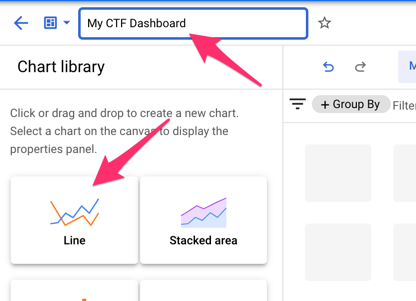 My CTF Dashboard
Chart library
Click or drag and drop to create a new chart.
Select a chart on the canvas to display the
properties panel.
Line
Stacked area
M
+ Group By
Filte